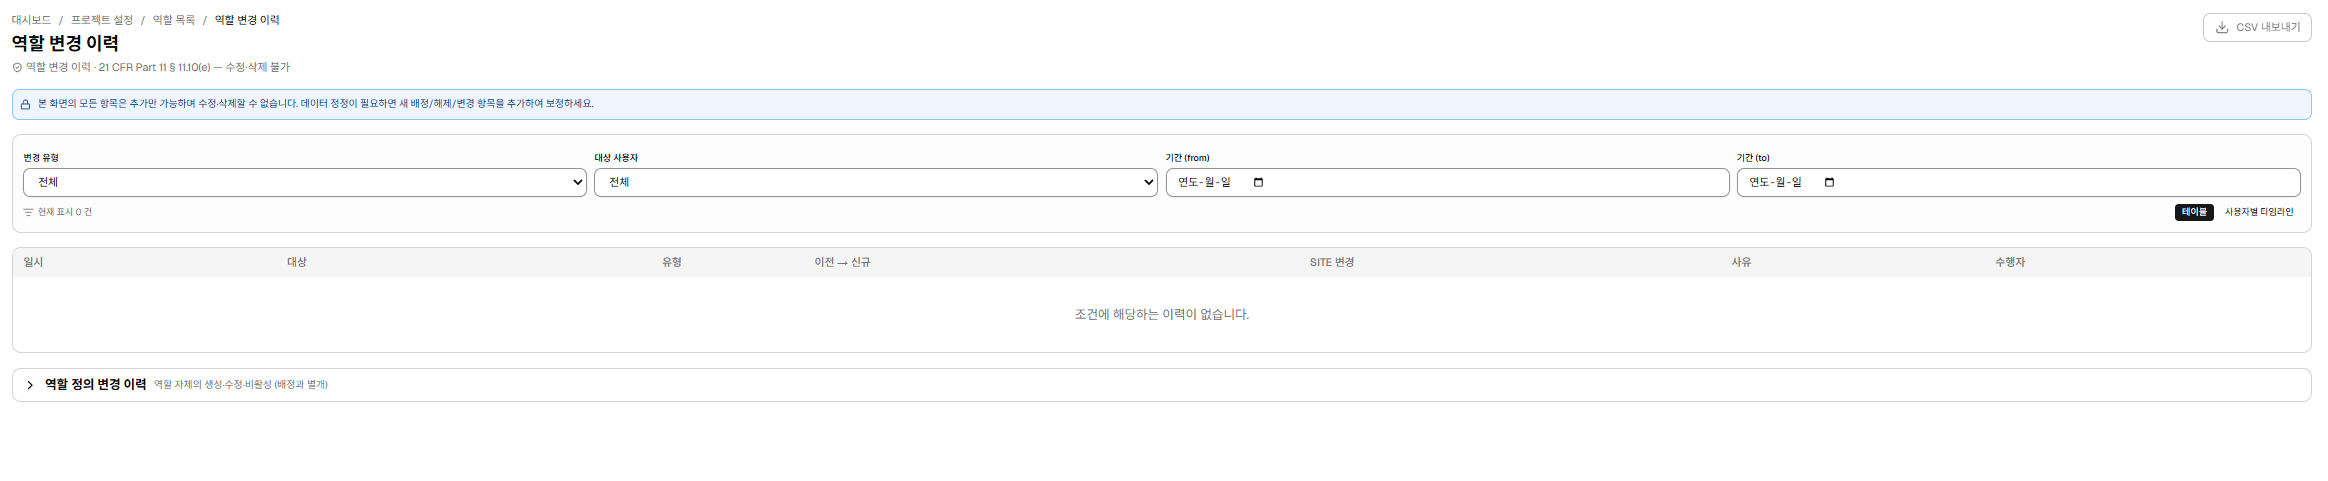 대시보드 / 프로젝트 설정 / 역할 목록 / 역할 변경 이력
CSV 내보내기
역할 변경 이력
역할 변경 이력 · 21 CFR Part 11 § 11.10(e) — 수정·삭제 불가
본 화면의 모든 항목은 추가만 가능하며 수정·삭제할 수 없습니다. 데이터 정정이 필요하면 새 배정/해제/변경 항목을 추가하여 보정하세요.
변경 유형
전체
대상 사용자
전체
기간 (from)
연도-월-일
기간 (to)
연도-월-일
현재 표시 0 건
테이블 사용자별 타임라인
일시 대상 유형 이전 → 신규 SITE 변경 사유 수행자
조건에 해당하는 이력이 없습니다.
역할 정의 변경 이력 역할 자체의 생성·수정·비활성 (배정과 별개)